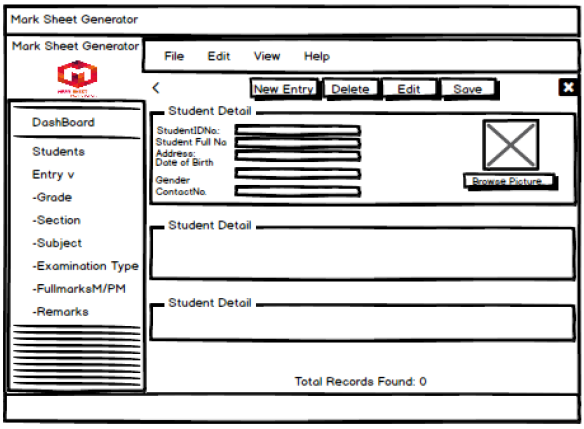 Mark Sheet Generator
Mark Sheet Generator
File Edit View Help
<
New Entry Delete Edit Save X
DashBoard
Students
Entry v
-Grade
-Section
-Subject
-Examination Type
-FullmarksM/PM
-Remarks
Student Detail
StudentIDNo:
Student Full No
Address:
Date of Birth
Gender
ContactNo.
Browse Picture
Student Detail
Student Detail
Total Records Found: 0